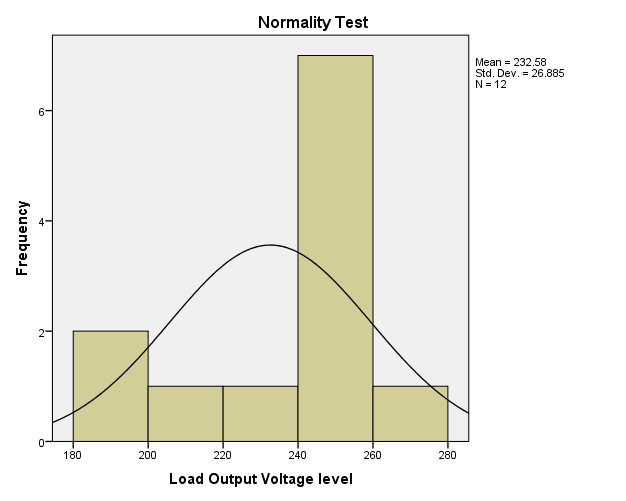 Normality Test
Mean = 232.58
Std. Dev. = 26.885
N = 12
Frequency
6
4
2
0
180 200 220 240 260 280
Load Output Voltage level